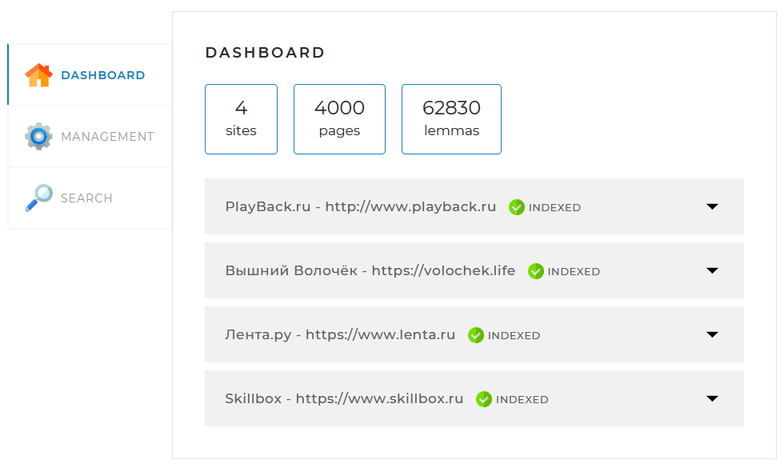 DASHBOARD
MANAGEMENT
SEARCH
DASHBOARD
4
sites
4000
pages
62830
lemmas
PlayBack.ru - http://www.playback.ru INDEXED
Вышний Волочёк - https://volochek.life INDEXED
Лента.ру - https://www.lenta.ru INDEXED
Skillbox - https://www.skillbox.ru INDEXED